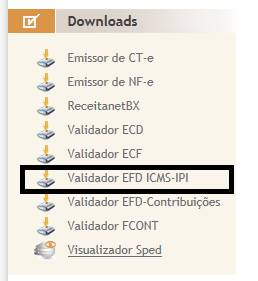 Downloads
Emissor de CT-e
Emissor de NF-e
ReceitanetBX
Validador ECD
Validador ECF
Validador EFD ICMS-IPI
Validador EFD-Contribuições
Validador FCONT
Visualizador Sped